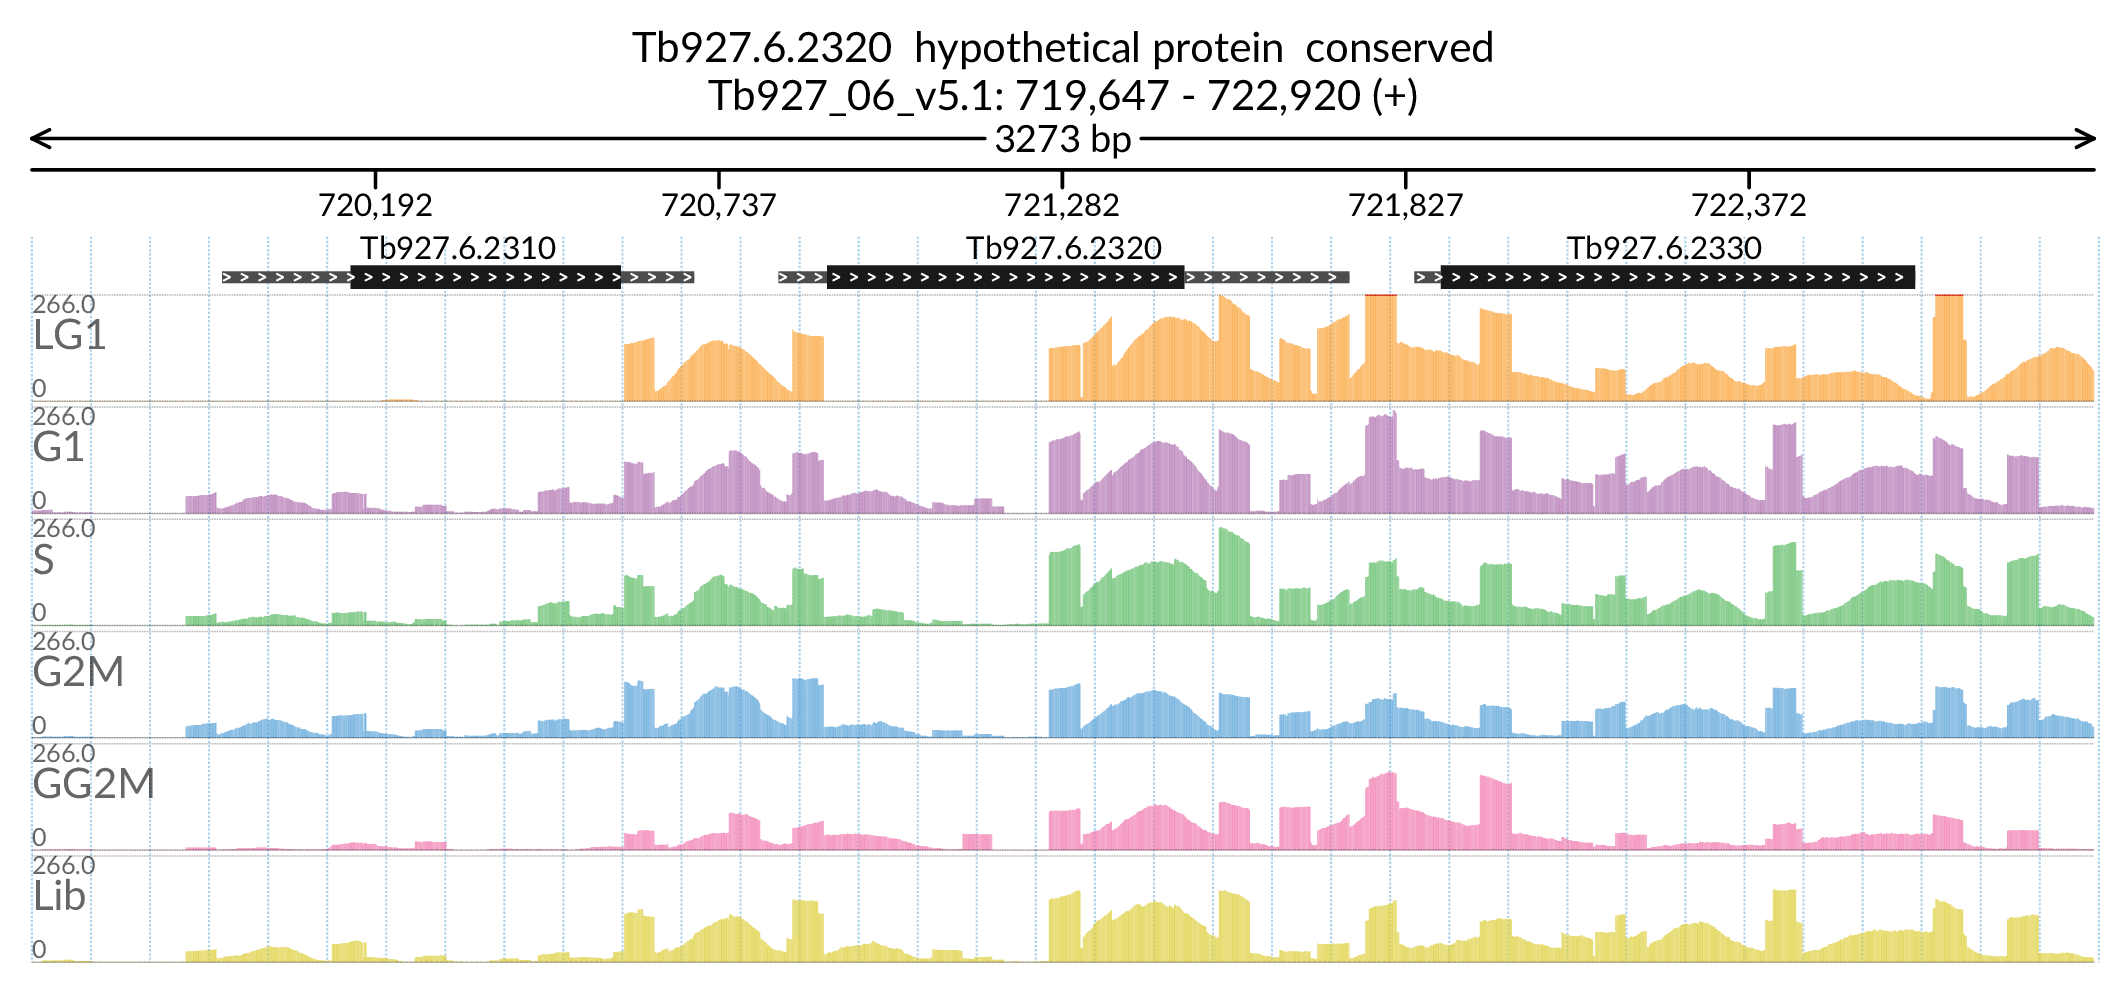 Tb927.6.2320  hypothetical protein  conserved
Tb927_06_v5.1: 719,647 - 722,920 (+)
3273 bp
720,192 720,737 721,282 721,827 722,372
Tb927.6.2310 Tb927.6.2320 Tb927.6.2330
266.0
LG1
0
266.0
G1
0
266.0
S
0
266.0
G2M
0
266.0
GG2M
0
266.0
Lib
0